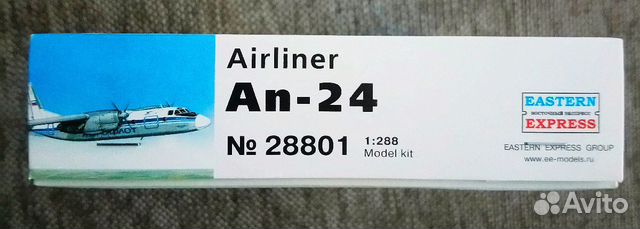 Airliner
An-24
№ 28801 1:288
Model kit
EASTERN
ВОСТОЧНЫЙ ЭКСПРЕСС
EXPRESS
EASTERN EXPRESS GROUP
www.ee-models.ru
Avito